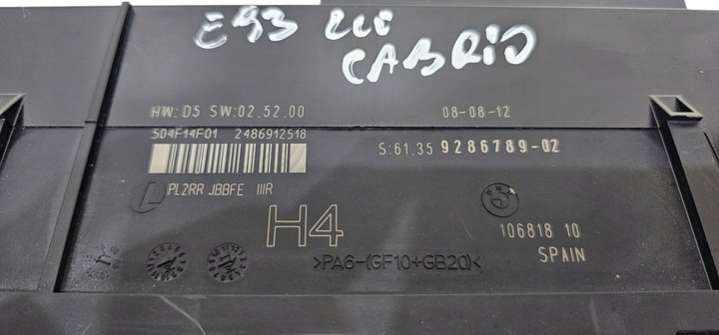 E93 LCI
CABRIO
HW: D5 SW:02.52.00
08-08-12
504F14F01 2486912518
S:61.35 9286789-02
L
PL2RR JBBFE IIIR
H4
106818 10
>PA6-(GF10+GB20)<
SPAIN